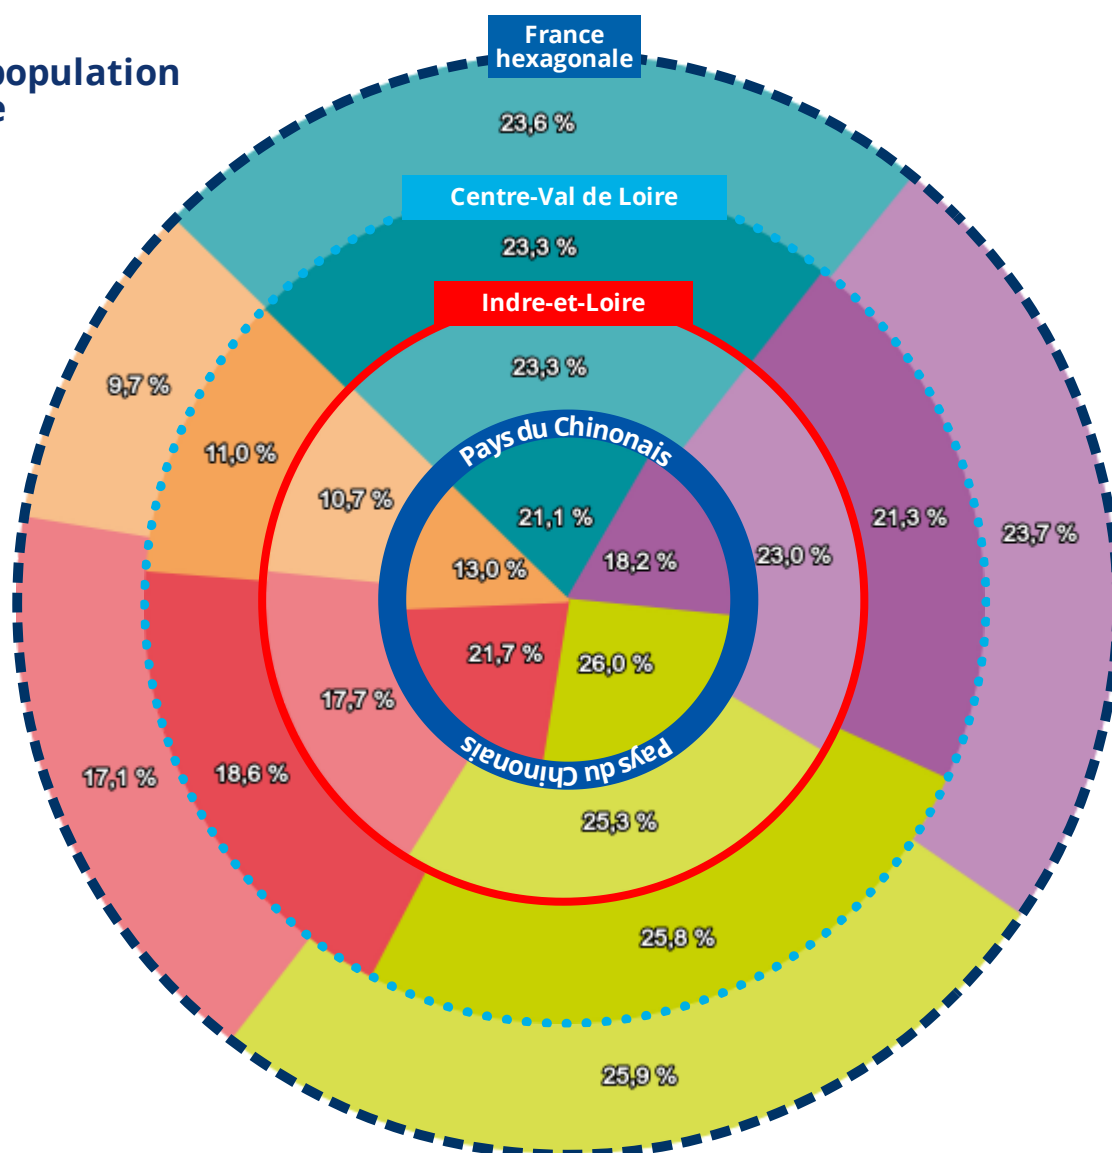 population
e
France
hexagonale
23,6 %
Centre-Val de Loire
23,3 %
Indre-et-Loire
23,3 %
Pays du Chinonais
9,7 %
11,0 %
10,7 %
13,0 %
21,1 %
18,2 %
23,0 %
21,3 %
23,7 %
21,7 %
26,0 %
17,7 %
18,6 %
17,1 %
Pays du Chinonais
25,3 %
25,8 %
25,9 %